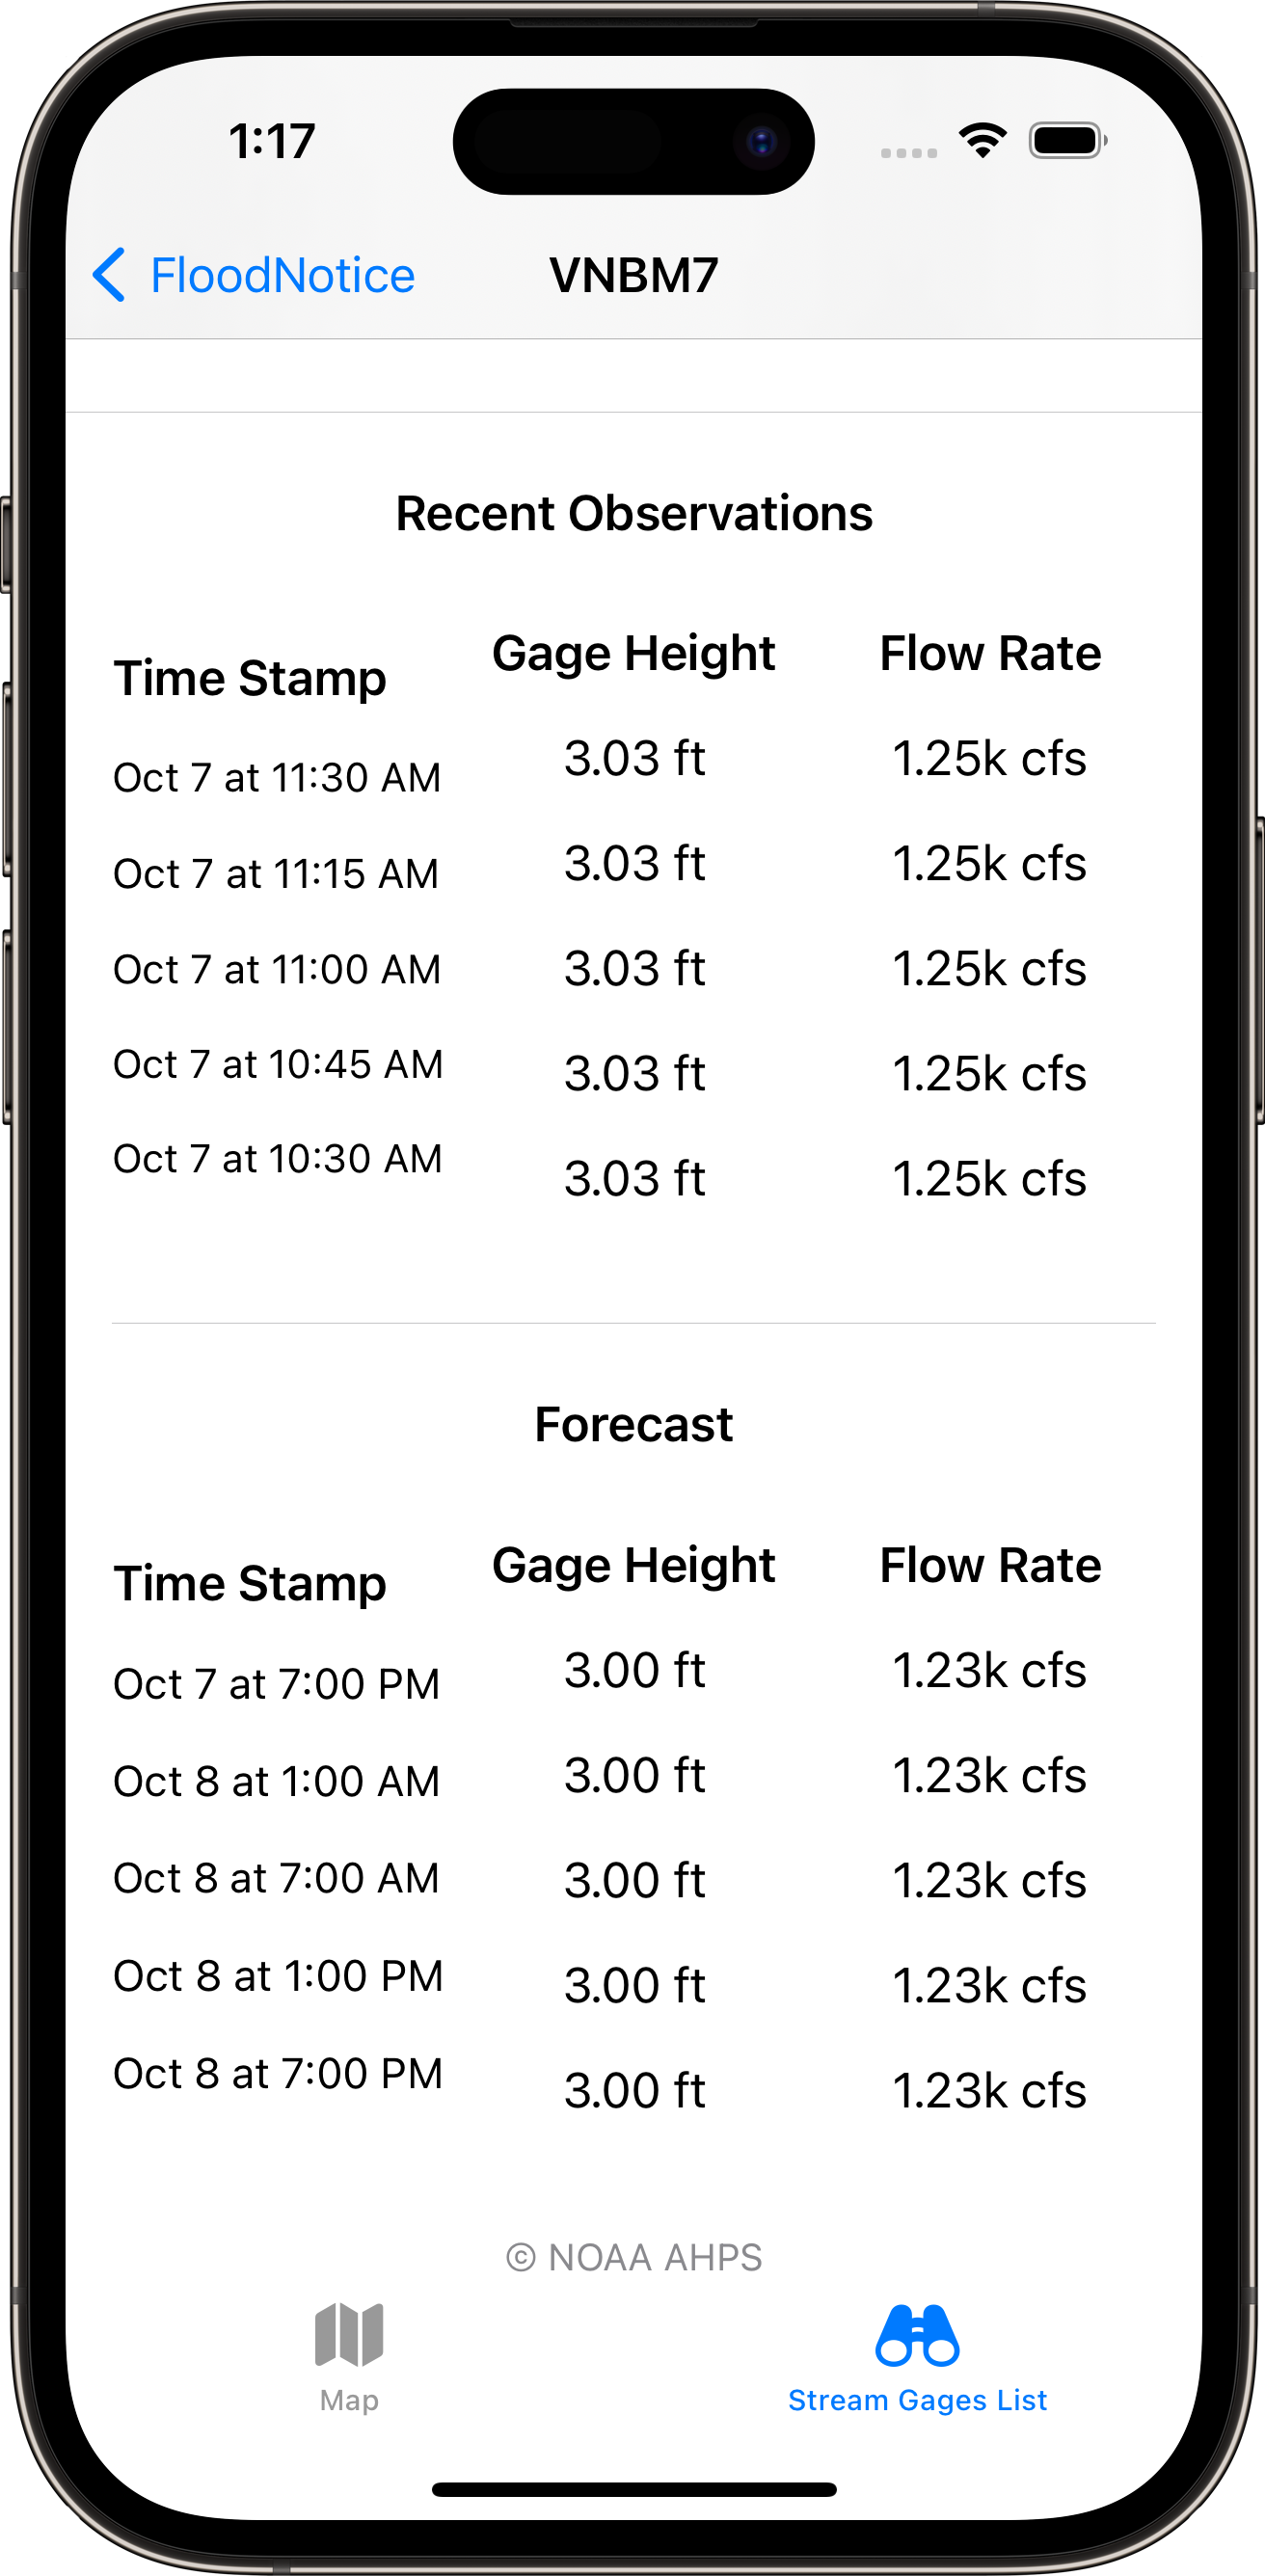 1:17
FloodNotice VNBM7
Recent Observations
Time Stamp Gage Height Flow Rate
Oct 7 at 11:30 AM 3.03 ft 1.25k cfs
Oct 7 at 11:15 AM 3.03 ft 1.25k cfs
Oct 7 at 11:00 AM 3.03 ft 1.25k cfs
Oct 7 at 10:45 AM 3.03 ft 1.25k cfs
Oct 7 at 10:30 AM 3.03 ft 1.25k cfs
Forecast
Time Stamp Gage Height Flow Rate
Oct 7 at 7:00 PM 3.00 ft 1.23k cfs
Oct 8 at 1:00 AM 3.00 ft 1.23k cfs
Oct 8 at 7:00 AM 3.00 ft 1.23k cfs
Oct 8 at 1:00 PM 3.00 ft 1.23k cfs
Oct 8 at 7:00 PM 3.00 ft 1.23k cfs
© NOAA AHPS
Map Stream Gages List